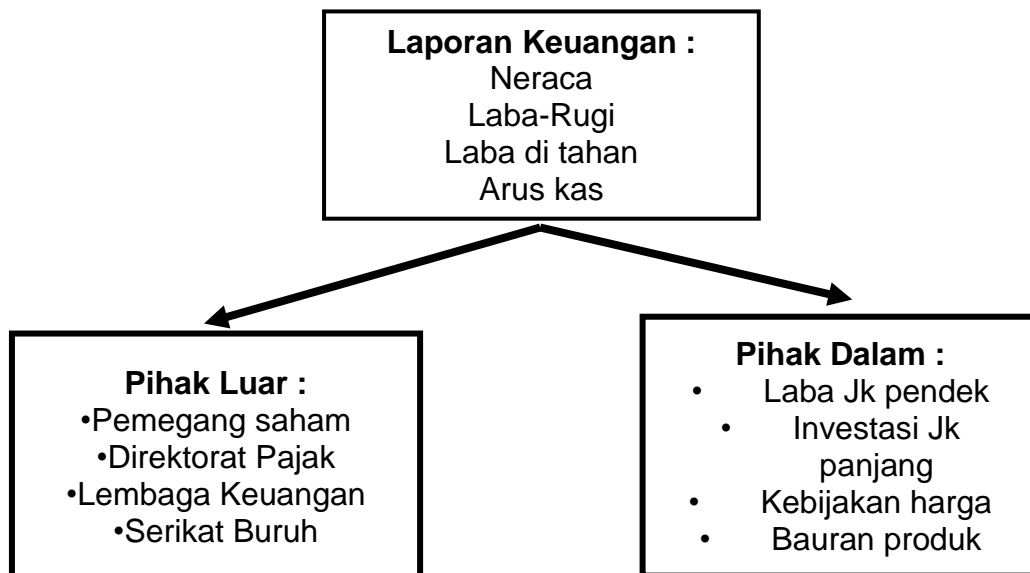 Laporan Keuangan :
Neraca
Laba-Rugi
Laba di tahan
Arus kas
Pihak Luar :
•Pemegang saham
•Direktorat Pajak
•Lembaga Keuangan
•Serikat Buruh
Pihak Dalam :
• Laba Jk pendek
• Investasi Jk
panjang
• Kebijakan harga
• Bauran produk